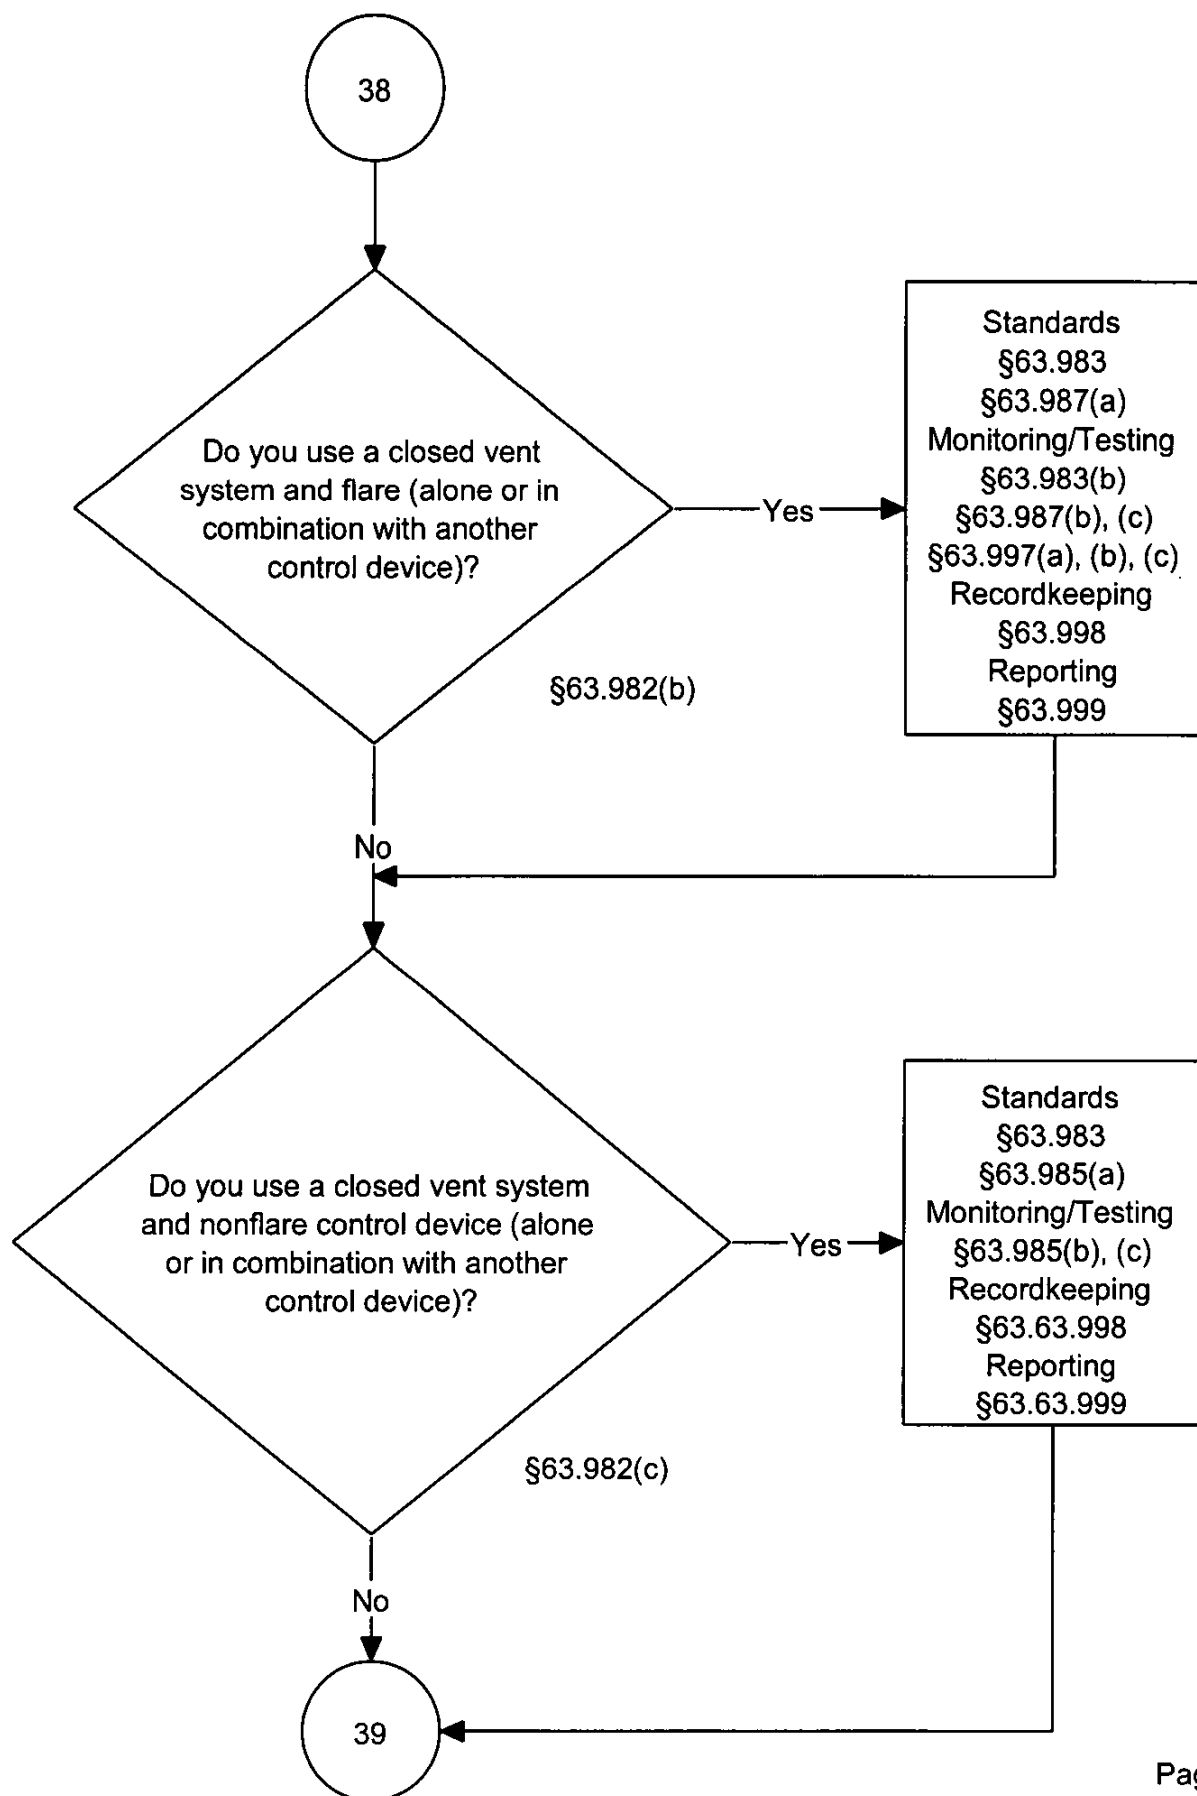 38
Do you use a closed vent
system and flare (alone or in
combination with another
control device)?
Yes
Standards
§63.983
§63.987(a)
Monitoring/Testing
§63.983(b)
§63.987(b), (c)
§63.997(a), (b), (c)
Recordkeeping
§63.998
Reporting
§63.999
§63.982(b)
No
Do you use a closed vent system
and nonflare control device (alone
or in combination with another
control device)?
Yes
Standards
§63.983
§63.985(a)
Monitoring/Testing
§63.985(b), (c)
Recordkeeping
§63.63.998
Reporting
§63.63.999
§63.982(c)
No
39